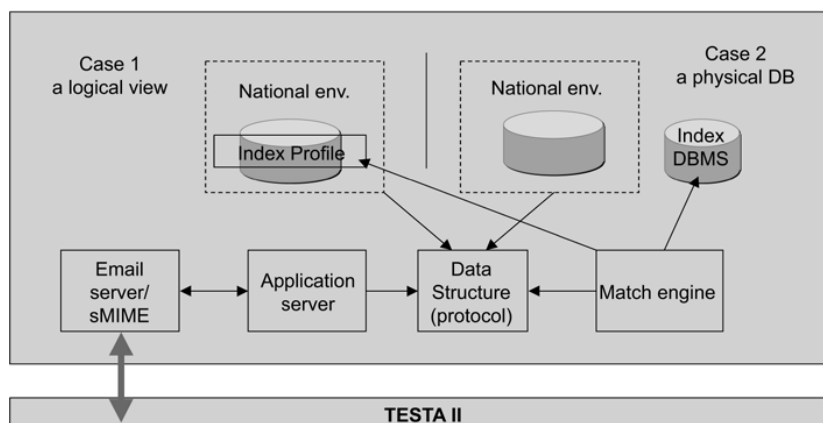 Case 1
a logical view
National env.
Index Profile
National env.
Case 2
a physical DB
Index
DBMS
Email
server/
sMIME
Application
server
Data
Structure
(protocol)
Match engine
TESTA II